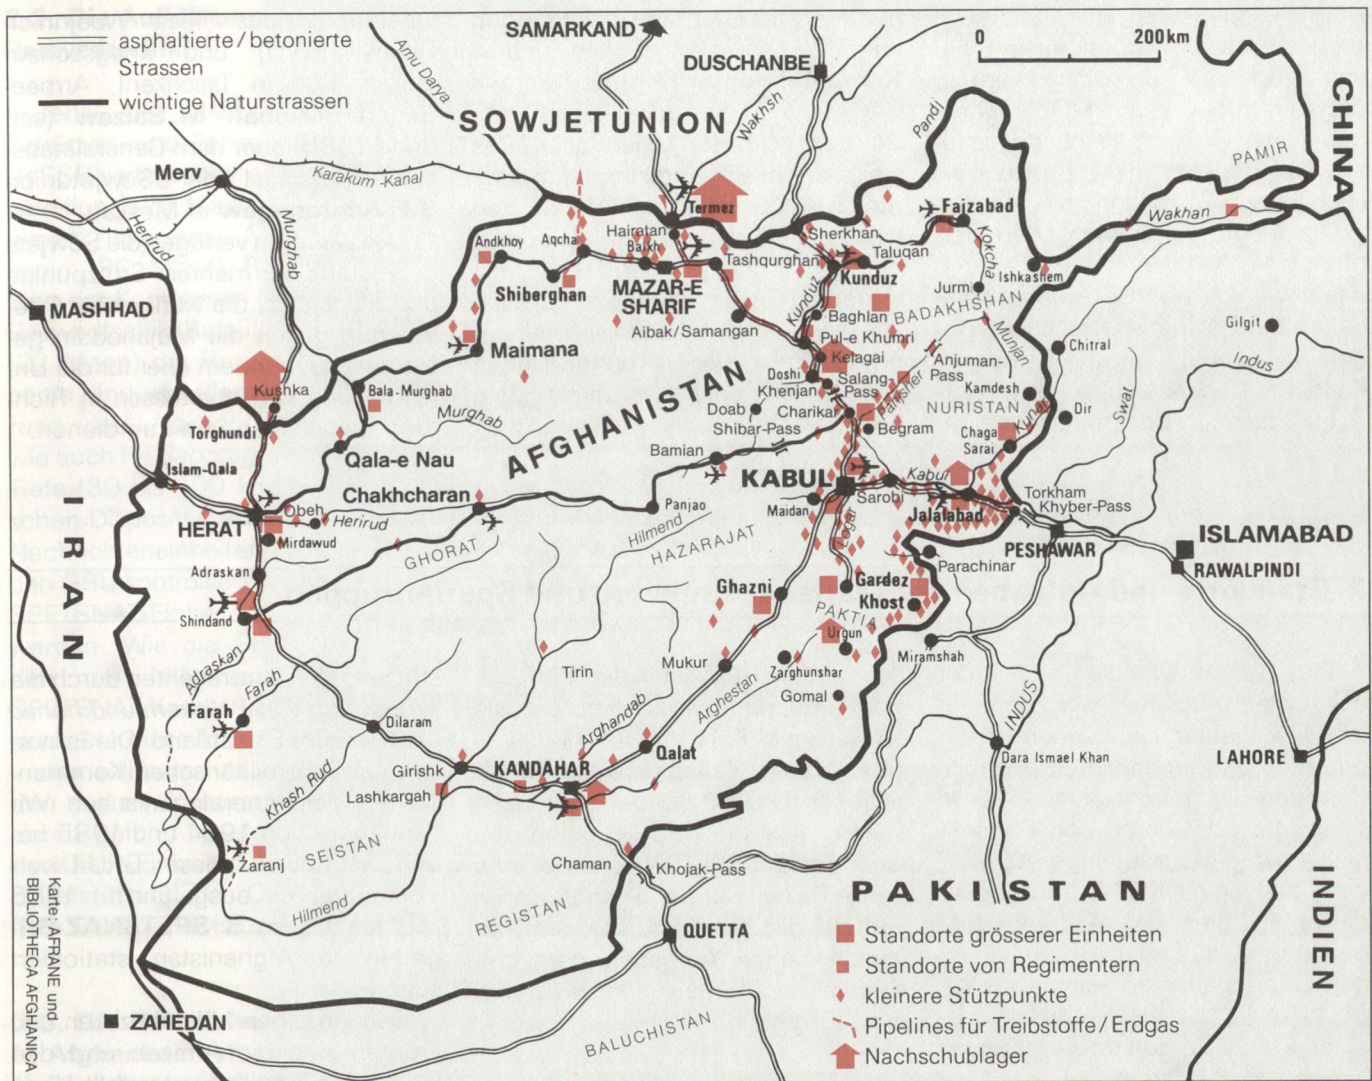 asphaltierte / betonierte
Strassen
wichtige Naturstrassen
SAMARKAND
DUSCHANBE
0 200 km
CHINA
Amu Darya
SOWJETUNION
Wakhsh
Pandj
PAMIR
Merv
Karakum-Kanal
Termez
Faizabad
Wakhan
Herirud
Murghab
Hairatan
Sherkhan
Taluqan
Kokcha
Andkhoy
Aqcha
Balkh
Tashqurghan
Kunduz
Ishkashem
Shiberghan
MAZAR-E
SHARIF
Kunduz
Jurm
BADAKHSHAN
MASHHAD
Aibak/Samangan
Baghlan
Munjan
Gilgit
Maimana
Pul-e Khumri
Chitral
Kelagai
Anjuman-
Pass
Indus
Kushka
Bala Murghab
Doshi
Salang-
Pass
Khenjan
Panjsher
Kamdesh
Swat
AFGHANISTAN
Murghab
Doab
Charikar
NURISTAN
Kunar
Dir
Torghundi
Shibar-Pass
Begram
Chaga
Sarai
Qala-e Nau
Bamian
Islam-Qala
Chakhcharan
KABUL
Kabul
Obeh
Panjao
Sarobi
Torkham
HERAT
Herirud
Maidan
Jalalabad
Khyber-Pass
Mirdawud
Hilmend
Logar
ISLAMABAD
GHORAT
HAZARAJAT
PESHAWAR
RAWALPINDI
IRAN
Adraskan
Parachinar
Ghazni
Gardez
Shindand
PAKTIA
Khost
Urgun
Adraskan
Miramshah
Farah
Tirin
Mukur
Zarghunshar
Arghestan
Gomal
INDUS
Farah
Dilaram
Arghandab
Qalat
Dara Ismael Khan
LAHORE
Girishk
KANDAHAR
Khash Rud
Lashkargah
SEISTAN
Zaranj
Chaman
Khojak-Pass
PAKISTAN
INDIEN
Hilmend
REGISTAN
QUETTA
Standorte grösserer Einheiten
Standorte von Regimentern
kleinere Stützpunkte
ZAHEDAN
BALUCHISTAN
Pipelines für Treibstoffe / Erdgas
Nachschublager
Karte: AFRANE und
BIBLIOTHECA AFGHANICA